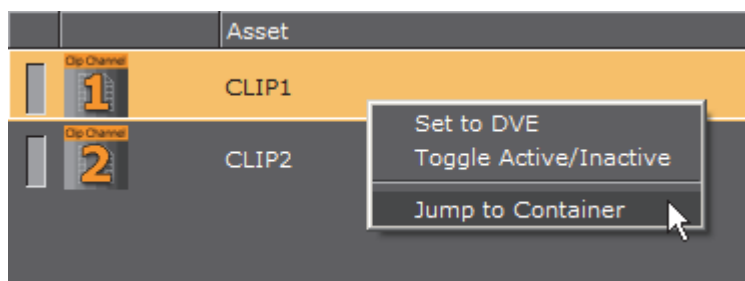 Asset
Clip Channel
1
CLIP1
Set to DVE
Clip Channel
2
CLIP2
Toggle Active/Inactive
Jump to Container